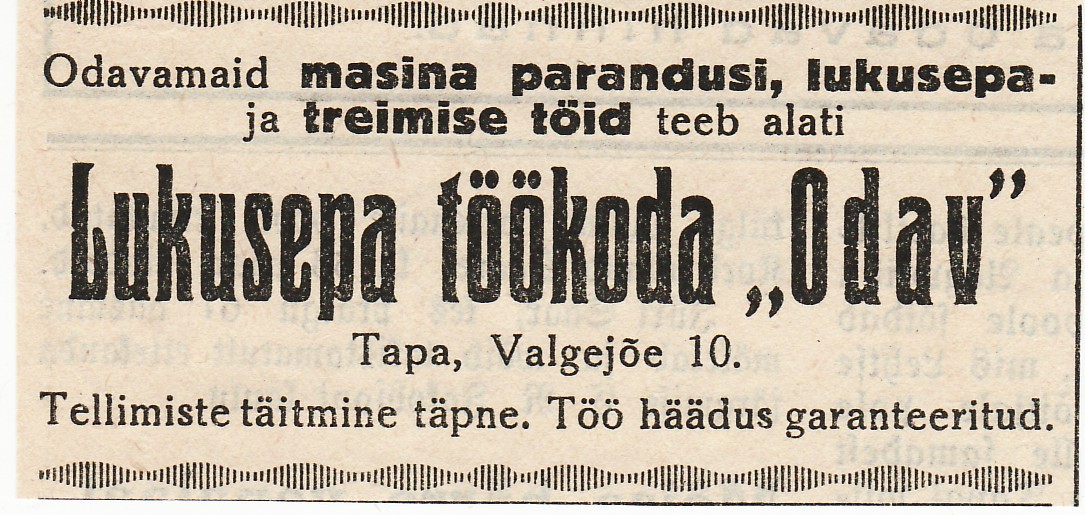 Odavamaid masina parandusi, lukusepa-
ja treimise töid teeb alati
Lukusepa töökoda „Odav”
Tapa, Valgejõe 10.
Tellimiste täitmine täpne. Töö häädus garanteeritud.